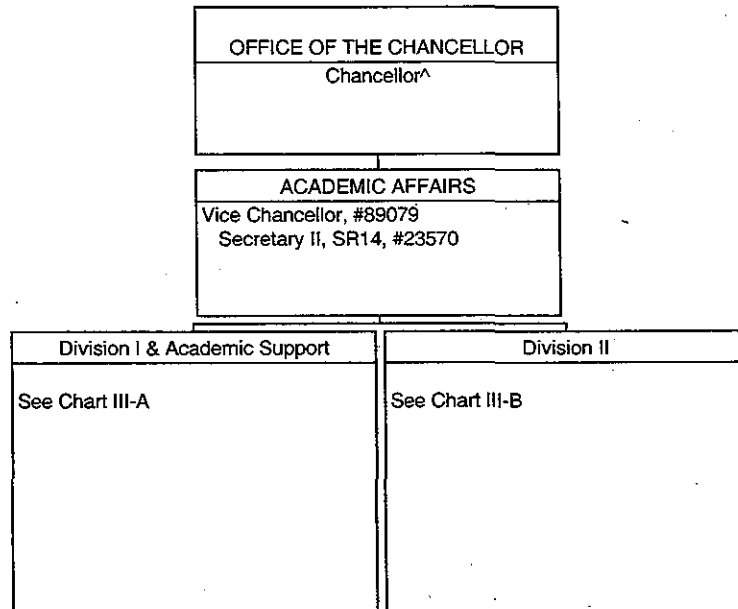 OFFICE OF THE CHANCELLOR
Chancellor^
ACADEMIC AFFAIRS
Vice Chancellor, #89079
Secretary II, SR14, #23570
Division I & Academic Support
See Chart III-A
Division II
See Chart III-B